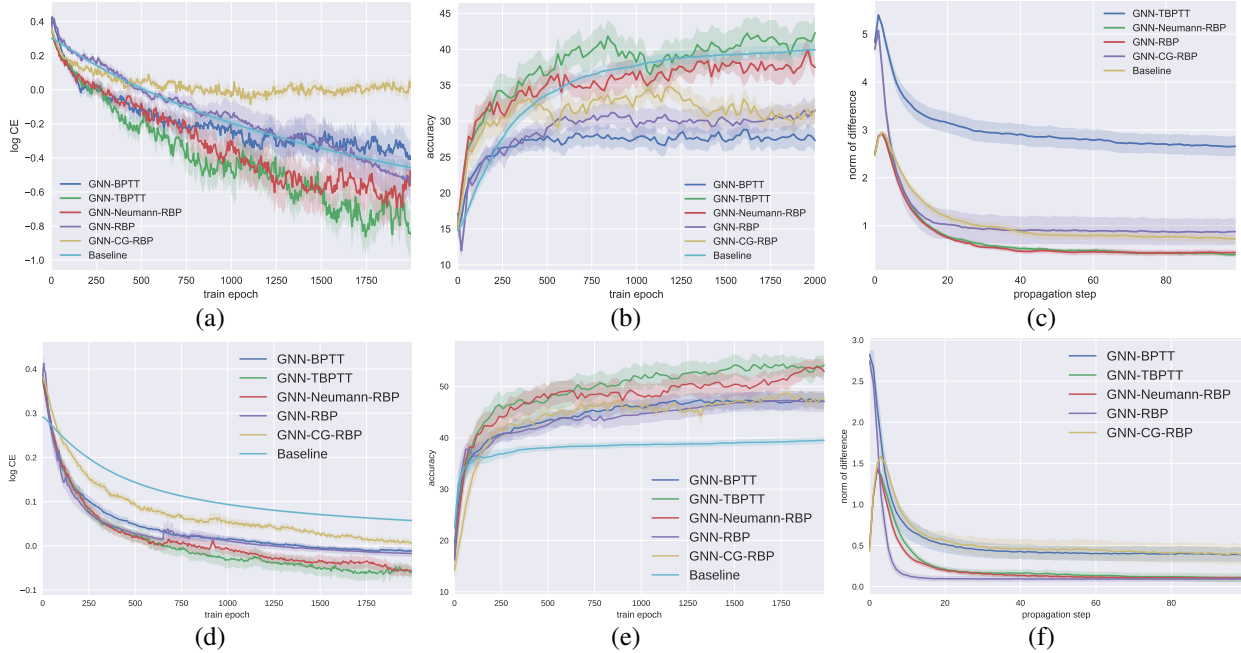 0.4
0.2
0.0
−0.2
−0.4
−0.6
−0.8
−1.0
log CE
GNN-BPTT
GNN-TBPTT
GNN-Neumann-RBP
GNN-RBP
GNN-CG-RBP
Baseline
0 250 500 750 1000 1250 1500 1750
train epoch
(a)
45
40
35
30
25
20
15
10
accuracy
GNN-BPTT
GNN-TBPTT
GNN-Neumann-RBP
GNN-RBP
GNN-CG-RBP
Baseline
0 250 500 750 1000 1250 1500 1750 2000
train epoch
(b)
5
4
3
2
1
norm of difference
GNN-TBPTT
GNN-Neumann-RBP
GNN-RBP
GNN-CG-RBP
Baseline
0 20 40 60 80
propagation step
(c)
0.4
0.3
0.2
0.1
0.0
−0.1
log CE
GNN-BPTT
GNN-TBPTT
GNN-Neumann-RBP
GNN-RBP
GNN-CG-RBP
Baseline
0 250 500 750 1000 1250 1500 1750
train epoch
(d)
50
40
30
20
10
accuracy
GNN-BPTT
GNN-TBPTT
GNN-Neumann-RBP
GNN-RBP
GNN-CG-RBP
Baseline
0 250 500 750 1000 1250 1500 1750
train epoch
(e)
3.0
2.5
2.0
1.5
1.0
0.5
0.0
norm of difference
GNN-BPTT
GNN-TBPTT
GNN-Neumann-RBP
GNN-RBP
GNN-CG-RBP
0 20 40 60 80
propagation step
(f)